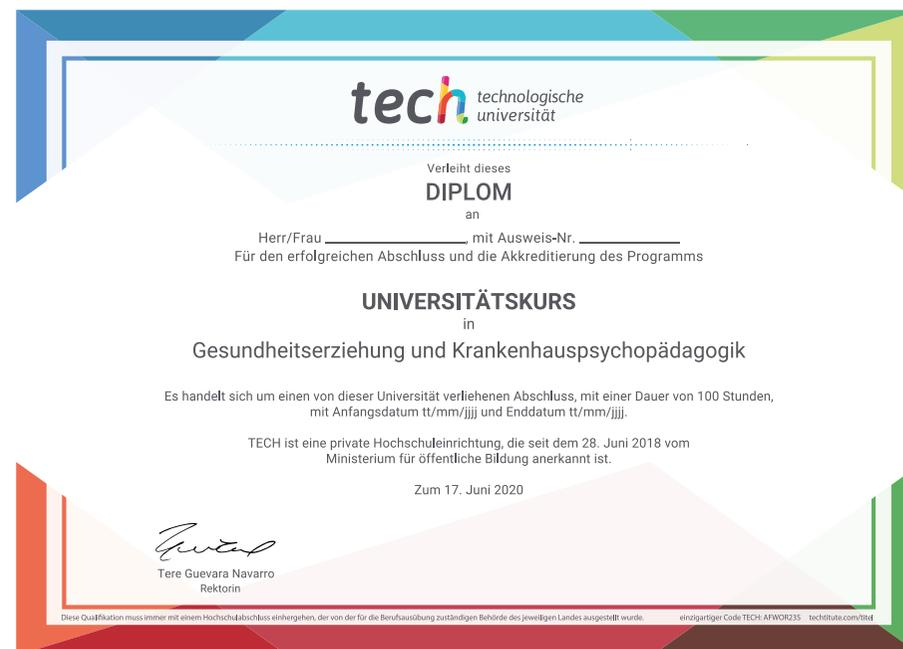 tech technologische
universität
Verleiht dieses
DIPLOM
an
Herr/Frau ____________, mit Ausweis-Nr. ____________
Für den erfolgreichen Abschluss und die Akkreditierung des Programms
UNIVERSITÄTSKURS
in
Gesundheitserziehung und Krankenhauspsychopädagogik
Es handelt sich um einen von dieser Universität verliehenen Abschluss, mit einer Dauer von 100 Stunden,
mit Anfangsdatum tt/mm/jjjj und Enddatum tt/mm/jjjj.
TECH ist eine private Hochschuleinrichtung, die seit dem 28. Juni 2018 vom
Ministerium für öffentliche Bildung anerkannt ist.
Zum 17. Juni 2020
Tere Guevara Navarro
Rektorin
Diese Qualifikation muss immer mit einem Hochschulabschluss einhergehen, der von der für die Berufsausübung zuständigen Behörde des jeweiligen Landes ausgestellt wurde. einzigartiger Code TECH: AFWOR235 techtitute.com/titel